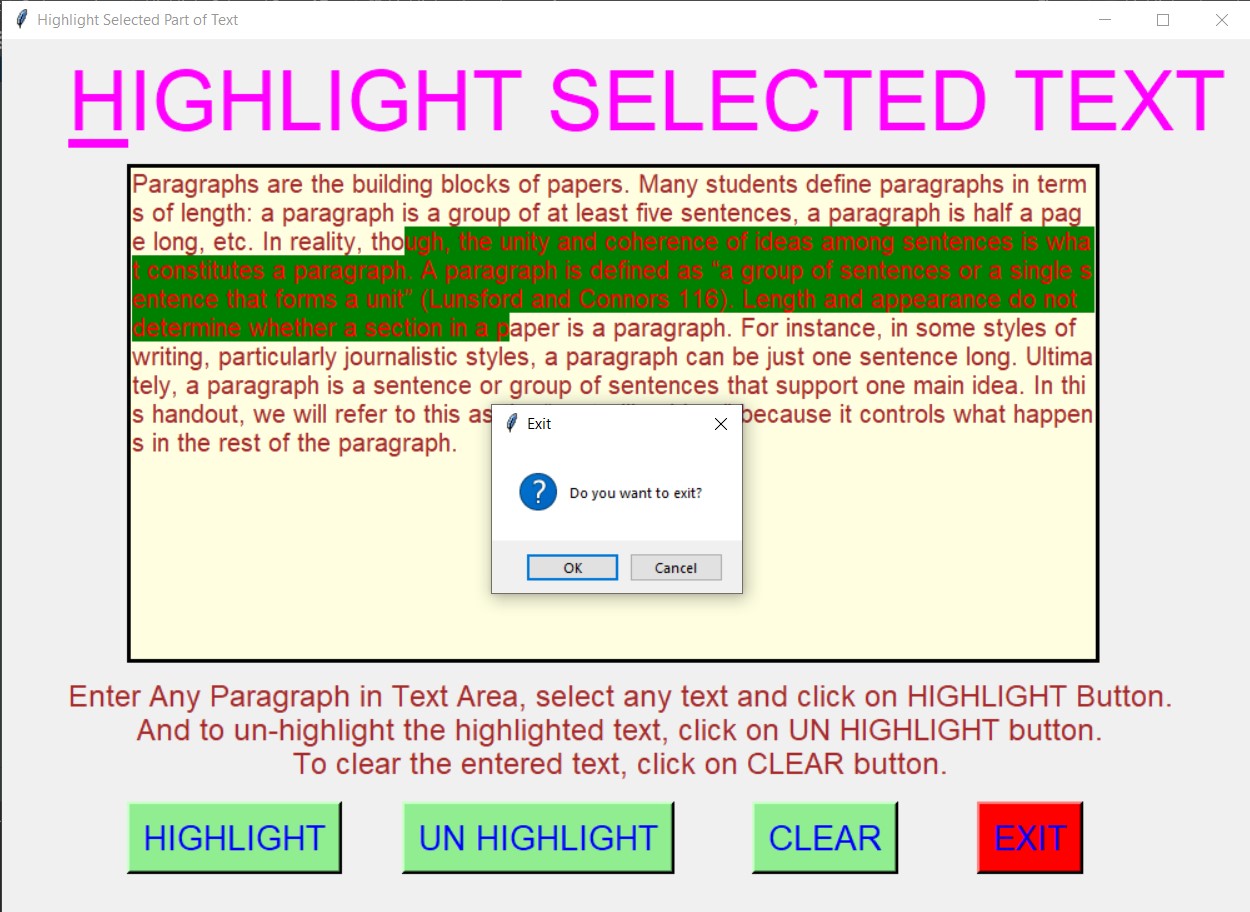 Highlight Selected Part of Text
HIGHLIGHT SELECTED TEXT
Paragraphs are the building blocks of papers. Many students define paragraphs in term
s of length: a paragraph is a group of at least five sentences, a paragraph is half a pag
e long, etc. In reality, though, the unity and coherence of ideas among sentences is wha
t constitutes a paragraph. A paragraph is defined as "a group of sentences or a single s
entence that forms a unit" (Lunsford and Connors 116). Length and appearance do not
determine whether a section in a paper is a paragraph. For instance, in some styles of
writing, particularly journalistic styles, a paragraph can be just one sentence long. Ultima
tely, a paragraph is a sentence or group of sentences that support one main idea. In thi
s handout, we will refer to this as because it controls what happen
s in the rest of the paragraph.
Exit
Do you want to exit?
OK Cancel
Enter Any Paragraph in Text Area, select any text and click on HIGHLIGHT Button.
And to un-highlight the highlighted text, click on UN HIGHLIGHT button.
To clear the entered text, click on CLEAR button.
HIGHLIGHT UN HIGHLIGHT CLEAR EXIT